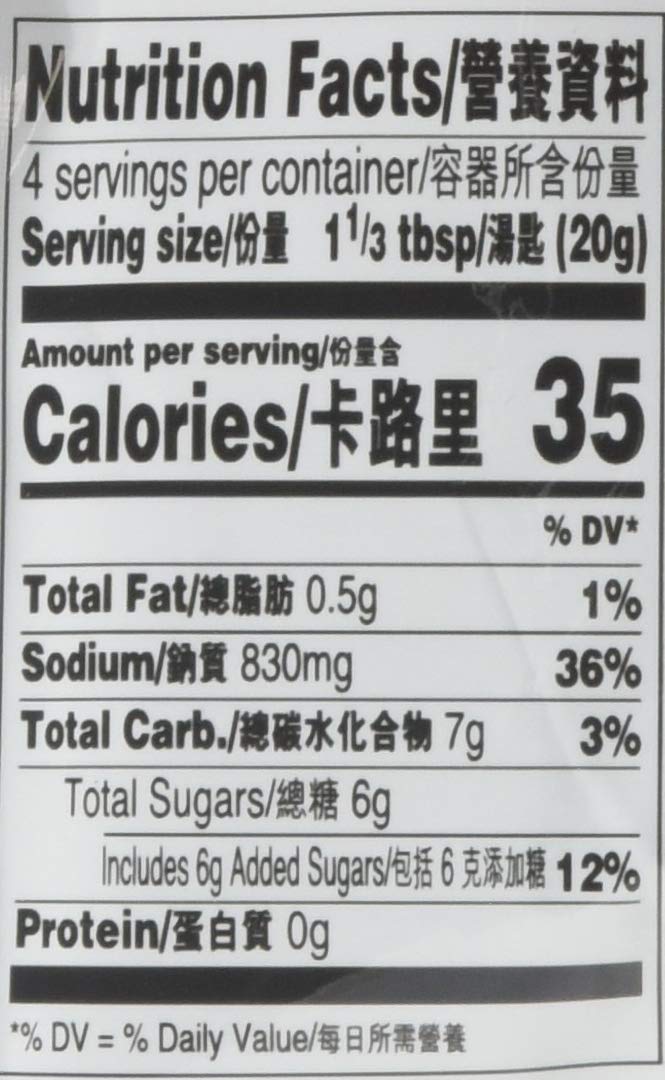 Nutrition Facts/營養資料
4 servings per container/容器所含份量
Serving size/份量 1 1/3 tbsp/湯匙 (20g)
Amount per serving/份量含
Calories/卡路里 35
% DV*
Total Fat/總脂肪 0.5g 1%
Sodium/鈉質 830mg 36%
Total Carb./總碳水化合物 7g 3%
Total Sugars/總糖 6g
Includes 6g Added Sugars/包括 6 克添加糖 12%
Protein/蛋白質 0g
*% DV = % Daily Value/每日所需營養